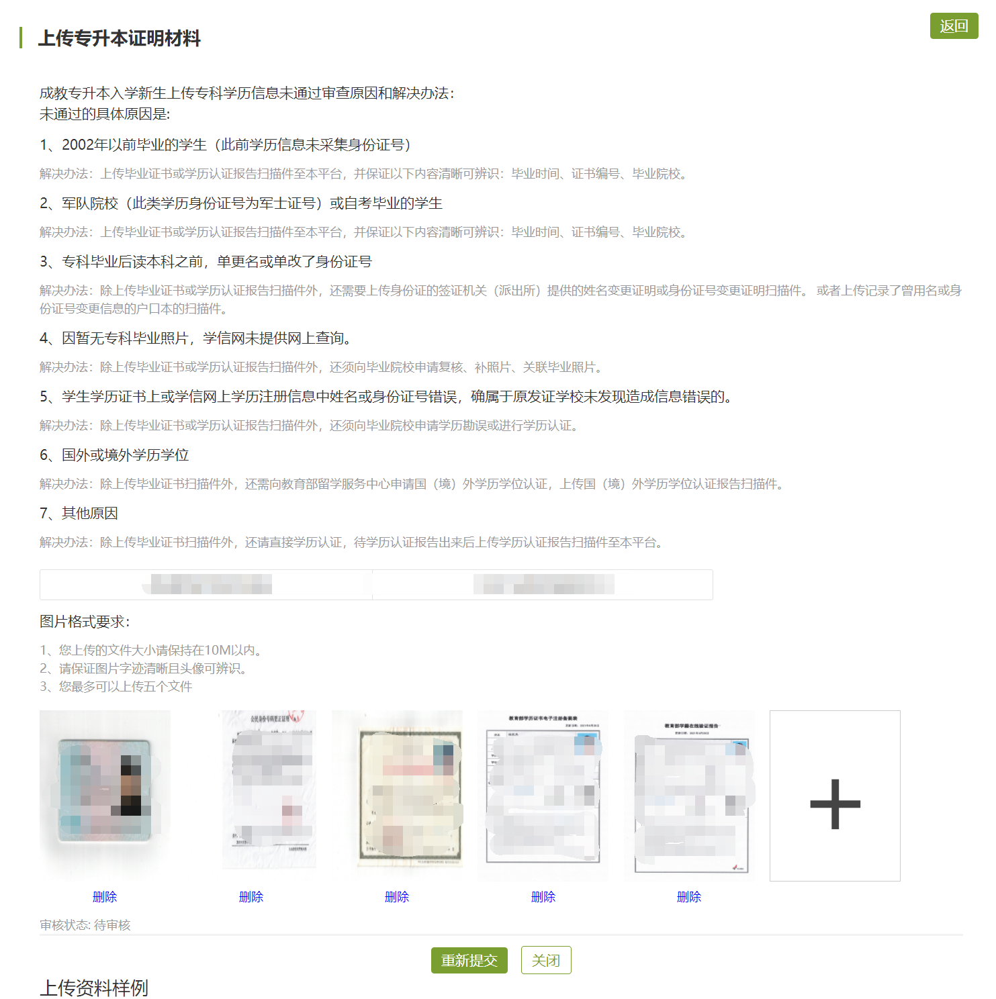 上传专升本证明材料
返回
成教专升本入学新生上传专科学历信息未通过审查原因和解决办法：
未通过的具体原因是:
1、2002年以前毕业的学生（此前学历信息未采集身份证号）
解决办法：上传毕业证书或学历认证报告扫描件至本平台，并保证以下内容清晰可辨识：毕业时间、证书编号、毕业院校。
2、军队院校（此类学历身份证号为军士证号）或自考毕业的学生
解决办法：上传毕业证书或学历认证报告扫描件至本平台，并保证以下内容清晰可辨识：毕业时间、证书编号、毕业院校。
3、专科毕业后读本科之前，单更名或单改了身份证号
解决办法：除上传毕业证书或学历认证报告扫描件外，还需要上传身份证的签证机关（派出所）提供的姓名变更证明或身份证号变更证明扫描件。 或者上传记录了曾用名或身
份证号变更信息的户口本的扫描件。
4、因暂无专科毕业照片，学信网未提供网上查询。
解决办法：除上传毕业证书或学历认证报告扫描件外，还须向毕业院校申请复核、补照片、关联毕业照片。
5、学生学历证书上或学信网上学历注册信息中姓名或身份证号错误，确属于原发证学校未发现造成信息错误的。
解决办法：除上传毕业证书或学历认证报告扫描件外，还须向毕业院校申请学历勘误或进行学历认证。
6、国外或境外学历学位
解决办法：除上传毕业证书扫描件外，还需向教育部留学服务中心申请国（境）外学历学位认证，上传国（境）外学历学位认证报告扫描件。
7、其他原因
解决办法：除上传毕业证书扫描件外，还请直接学历认证，待学历认证报告出来后上传学历认证报告扫描件至本平台。
图片格式要求：
1、您上传的文件大小请保持在10M以内。
2、请保证图片字迹清晰且头像可辨识。
3、您最多可以上传五个文件
公民身份号码更正证明
教育部学历证书电子注册备案表
教育部学籍在线验证报告
删除 删除 删除 删除 删除
审核状态: 待审核
重新提交 关闭
上传资料样例